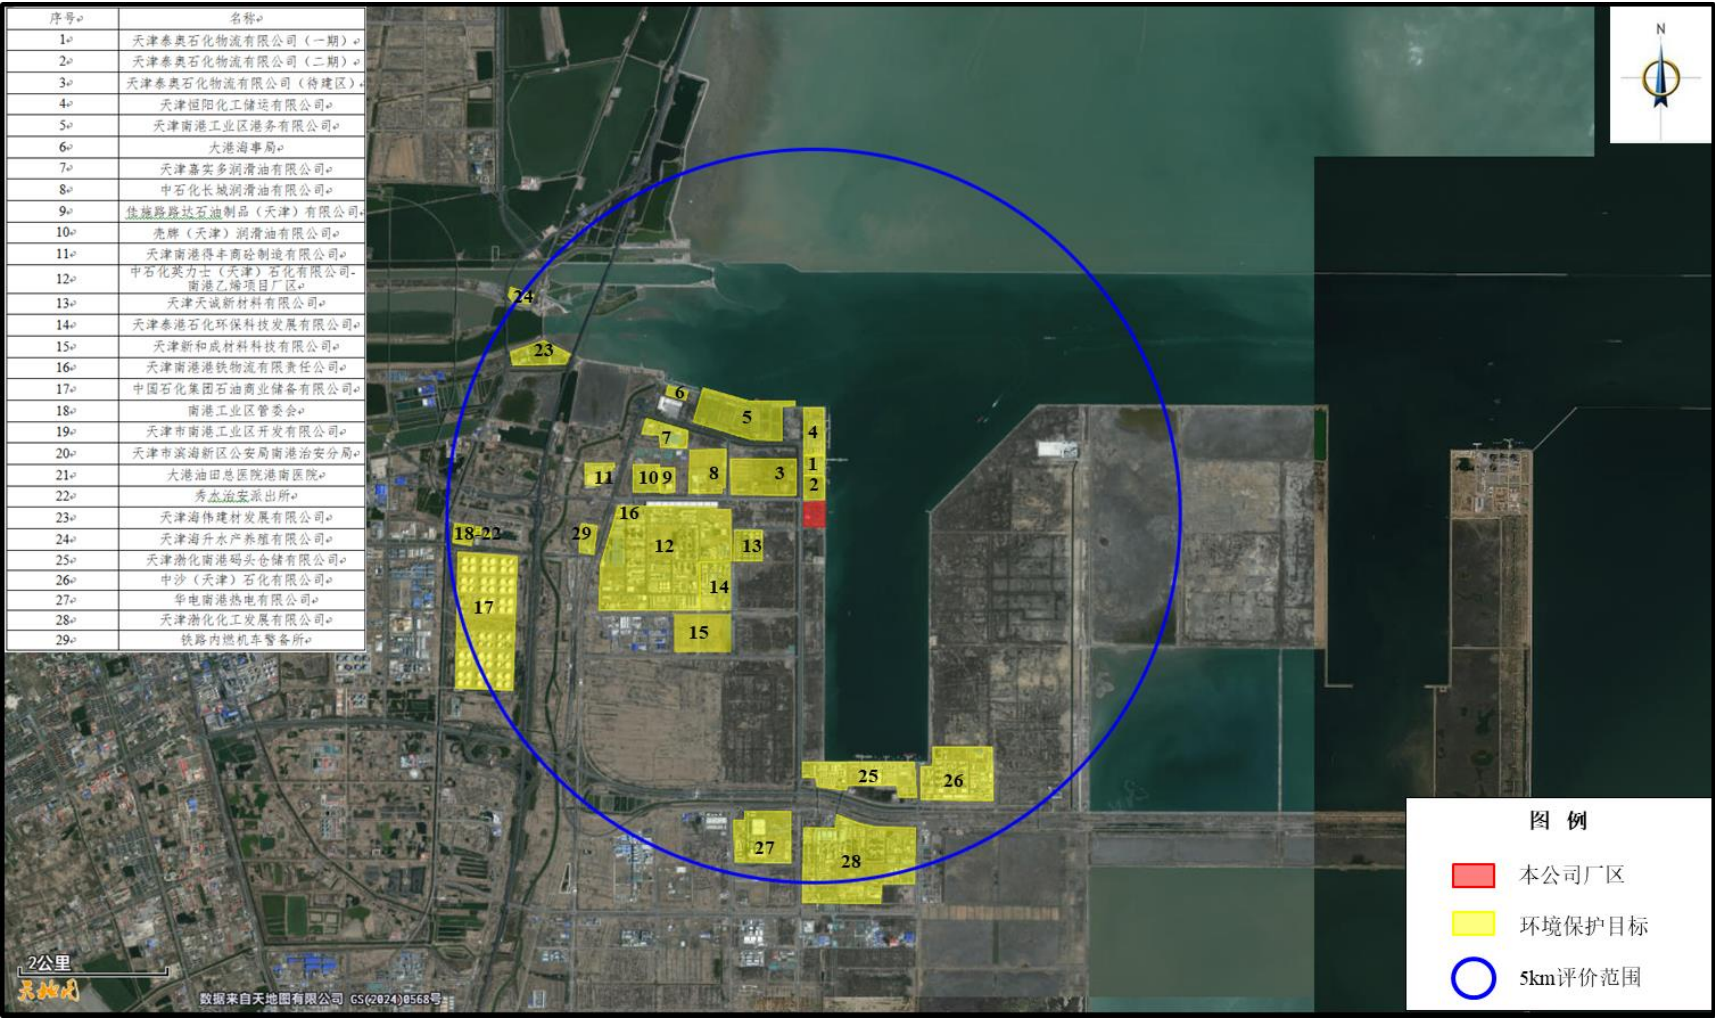 序号 名称
1 天津泰奥石化物流有限公司（一期）
2 天津泰奥石化物流有限公司（二期）
3 天津泰奥石化物流有限公司（待建区）
4 天津恒阳化工储运有限公司
5 天津南港工业区港务有限公司
6 大港海事局
7 天津嘉实多润滑油有限公司
8 中石化长城润滑油有限公司
9 佳施路路达石油制品（天津）有限公司
10 壳牌（天津）润滑油有限公司
11 天津南港得丰商砼制造有限公司
12 中石化英力士（天津）石化有限公司-
南港乙烯项目厂区
13 天津天诚新材料有限公司
14 天津泰港石化环保科技发展有限公司
15 天津新和成材料科技有限公司
16 天津南港港铁物流有限责任公司
17 中国石化集团石油商业储备有限公司
18 南港工业区管委会
19 天津市南港工业区开发有限公司
20 天津市滨海新区公安局南港治安分局
21 大港油田总医院港南医院
22 秀水治安派出所
23 天津海伟建材发展有限公司
24 天津海升水产养殖有限公司
25 天津渤化南港码头仓储有限公司
26 中沙（天津）石化有限公司
27 华电南港热电有限公司
28 天津渤化化工发展有限公司
29 铁路内燃机车警备所
N
24
23
6
5
4
7
1
3
8
11
10
9
2
16
18-22
29
12
13
14
17
15
25
26
27
28
图 例
本公司厂区
环境保护目标
5km评价范围
2公里
天地图
数据来自天地图有限公司 GS(2024)0568号